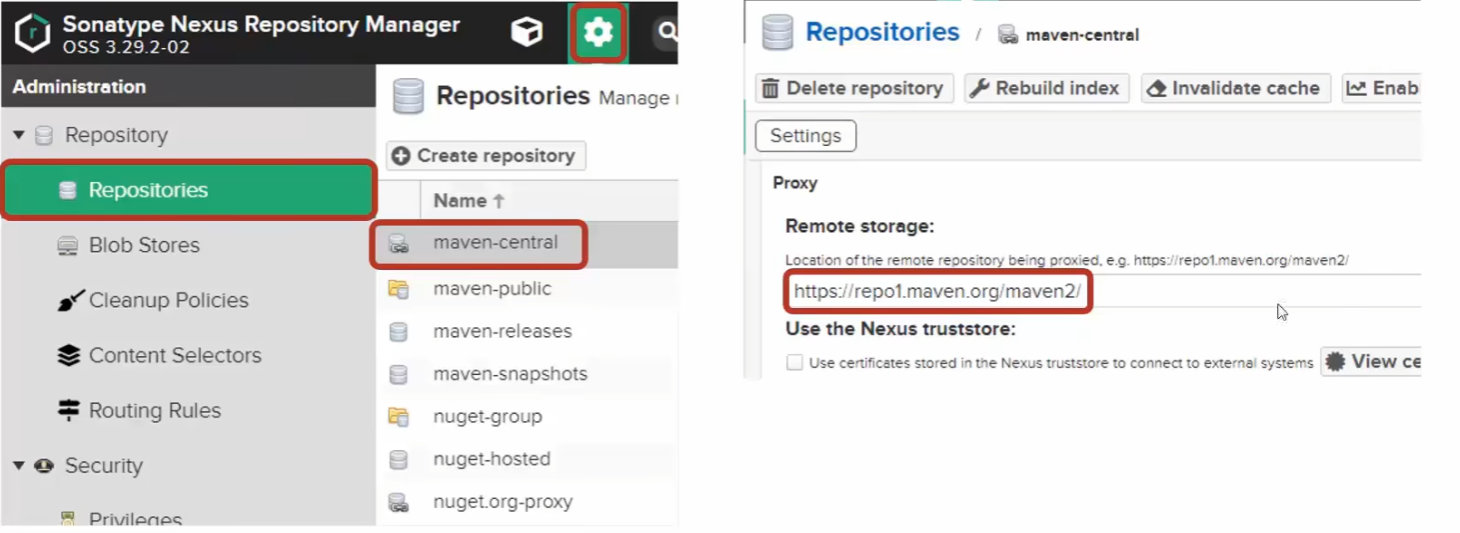 Sonatype Nexus Repository Manager
OSS 3.29.2-02
Administration
Repository
Repositories
Blob Stores
Cleanup Policies
Content Selectors
Routing Rules
Security
Privileges
Repositories Manage
Create repository
Name
maven-central
maven-public
maven-releases
maven-snapshots
nuget-group
nuget-hosted
nuget.org-proxy
Repositories / maven-central
Delete repository Rebuild index Invalidate cache Enab
Settings
Proxy
Remote storage:
Location of the remote repository being proxied, e.g. https://repo1.maven.org/maven2/
https://repo1.maven.org/maven2/
Use the Nexus truststore:
Use certificates stored in the Nexus truststore to connect to external systems View ce